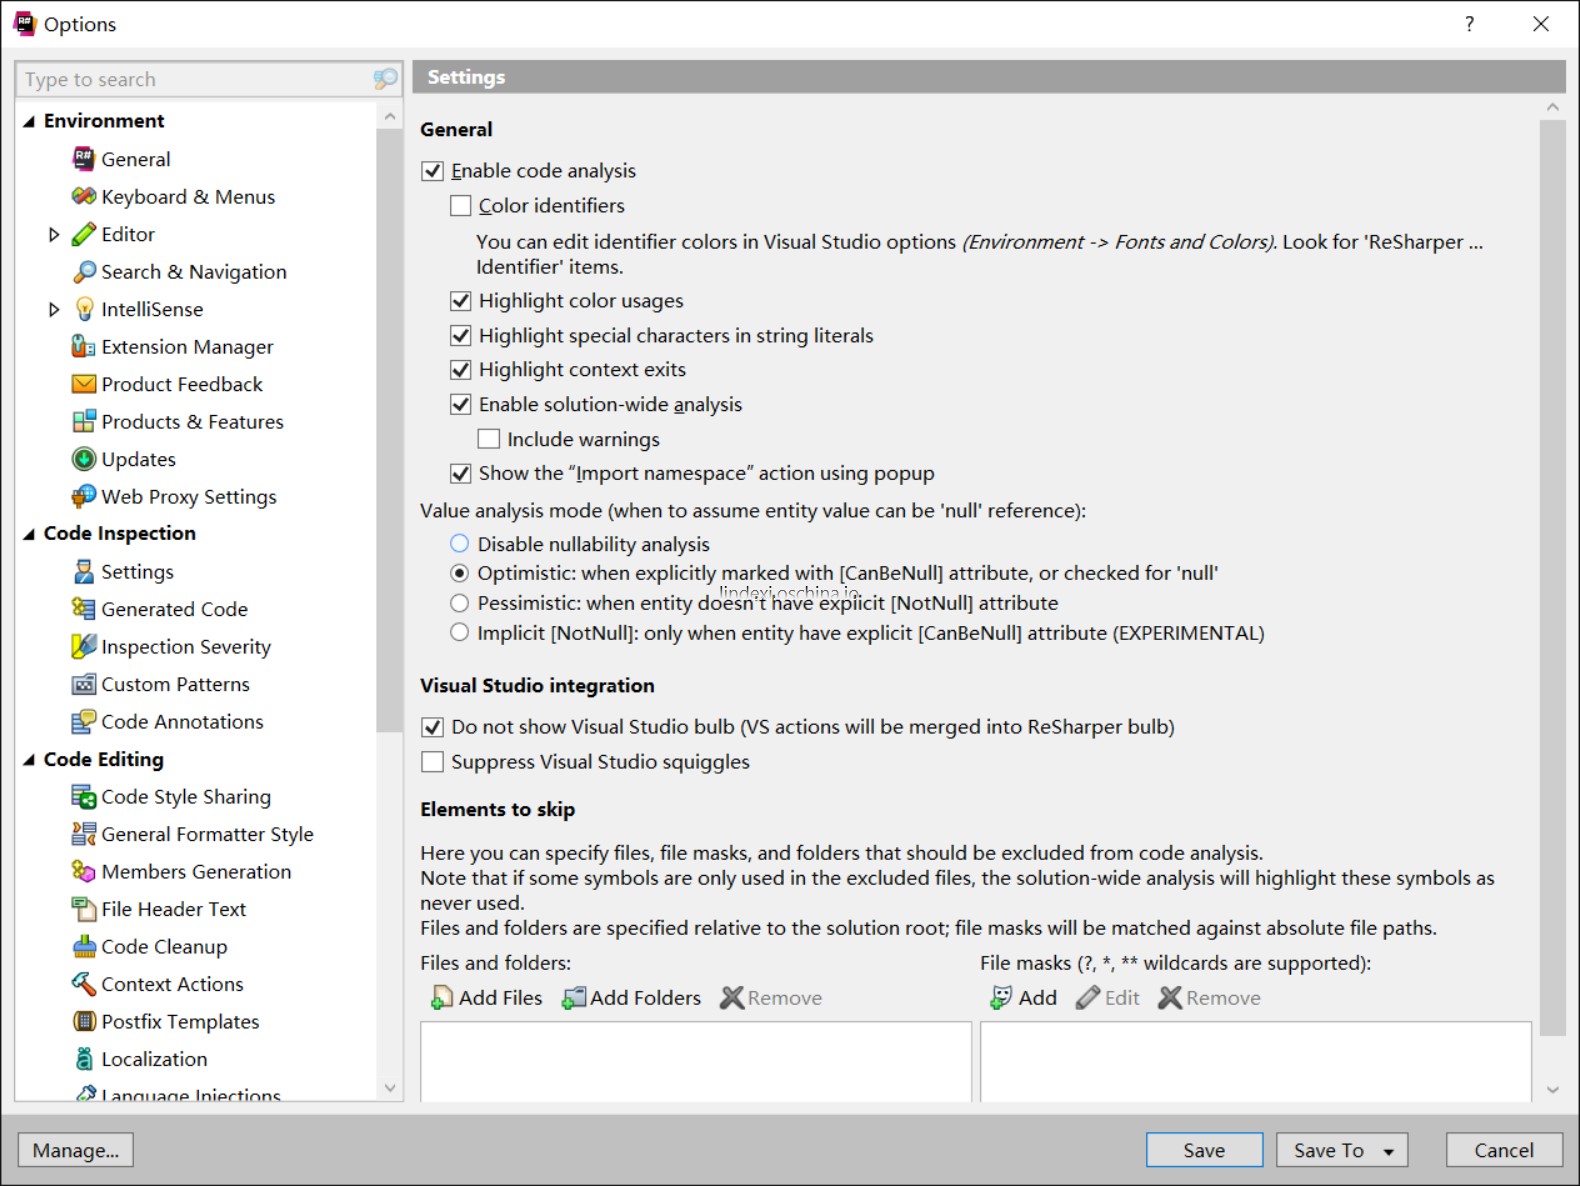 Options
?
Type to search
Environment
General
Keyboard & Menus
Editor
Search & Navigation
IntelliSense
Extension Manager
Product Feedback
Products & Features
Updates
Web Proxy Settings
Code Inspection
Settings
Generated Code
Inspection Severity
Custom Patterns
Code Annotations
Code Editing
Code Style Sharing
General Formatter Style
Members Generation
File Header Text
Code Cleanup
Context Actions
Postfix Templates
Localization
Language Injections
Settings
General
Enable code analysis
Color identifiers
You can edit identifier colors in Visual Studio options (Environment -> Fonts and Colors). Look for 'ReSharper ...
Identifier' items.
Highlight color usages
Highlight special characters in string literals
Highlight context exits
Enable solution-wide analysis
Include warnings
Show the “Import namespace” action using popup
Value analysis mode (when to assume entity value can be 'null' reference):
Disable nullability analysis
Optimistic: when explicitly marked with [CanBeNull] attribute, or checked for 'null'
lindexi.oschina.io
Pessimistic: when entity doesn't have explicit [NotNull] attribute
Implicit [NotNull]: only when entity have explicit [CanBeNull] attribute (EXPERIMENTAL)
Visual Studio integration
Do not show Visual Studio bulb (VS actions will be merged into ReSharper bulb)
Suppress Visual Studio squiggles
Elements to skip
Here you can specify files, file masks, and folders that should be excluded from code analysis.
Note that if some symbols are only used in the excluded files, the solution-wide analysis will highlight these symbols as
never used.
Files and folders are specified relative to the solution root; file masks will be matched against absolute file paths.
Files and folders:
Add Files Add Folders Remove
File masks (?, *, ** wildcards are supported):
Add Edit Remove
Manage...
Save
Save To
Cancel